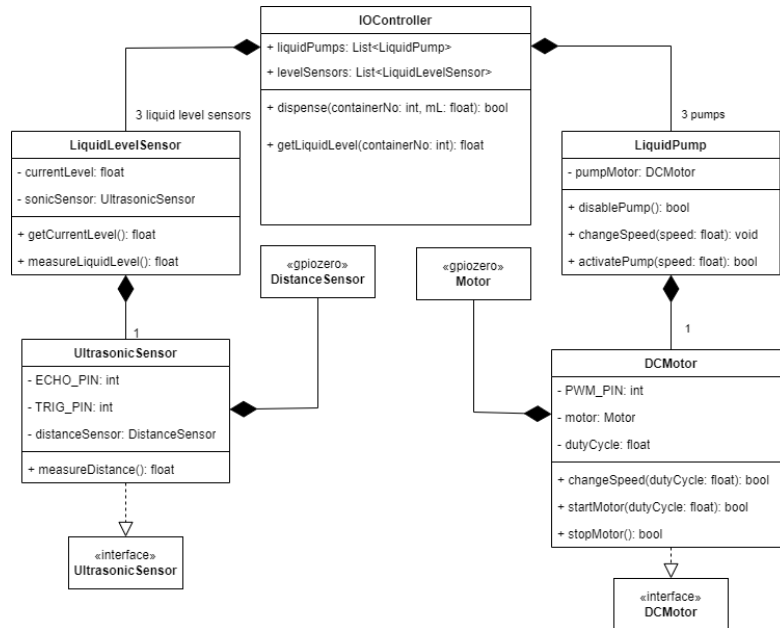 IOController
+ liquidPumps: List<LiquidPump>
+ levelSensors: List<LiquidLevelSensor>
+ dispense(containerNo: int, mL: float): bool
+ getLiquidLevel(containerNo: int): float
3 liquid level sensors
3 pumps
LiquidLevelSensor
- currentLevel: float
- sonicSensor: UltrasonicSensor
+ getCurrentLevel(): float
+ measureLiquidLevel(): float
LiquidPump
- pumpMotor: DCMotor
+ disablePump(): bool
+ changeSpeed(speed: float): void
+ activatePump(speed: float): bool
«gpiozero»
DistanceSensor
«gpiozero»
Motor
1
1
UltrasonicSensor
- ECHO_PIN: int
- TRIG_PIN: int
- distanceSensor: DistanceSensor
+ measureDistance(): float
DCMotor
- PWM_PIN: int
- motor: Motor
- dutyCycle: float
+ changeSpeed(dutyCycle: float): bool
+ startMotor(dutyCycle: float): bool
+ stopMotor(): bool
«interface»
UltrasonicSensor
«interface»
DCMotor